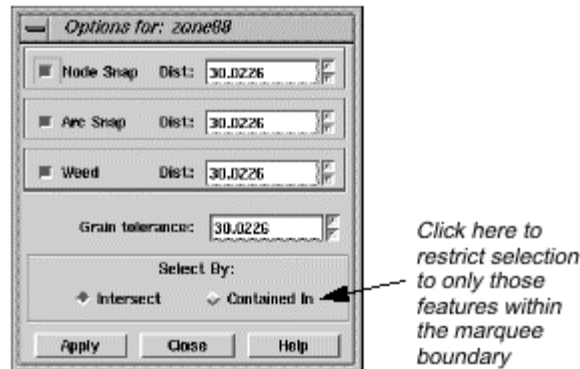 Options for: zone88
Node Snap Dist.: 30.0226
Arc Snap Dist.: 30.0226
Weed Dist.: 30.0226
Grain tolerance: 30.0226
Select By:
Intersect Contained In
Apply Close Help
Click here to
restrict selection
to only those
features within
the marquee
boundary